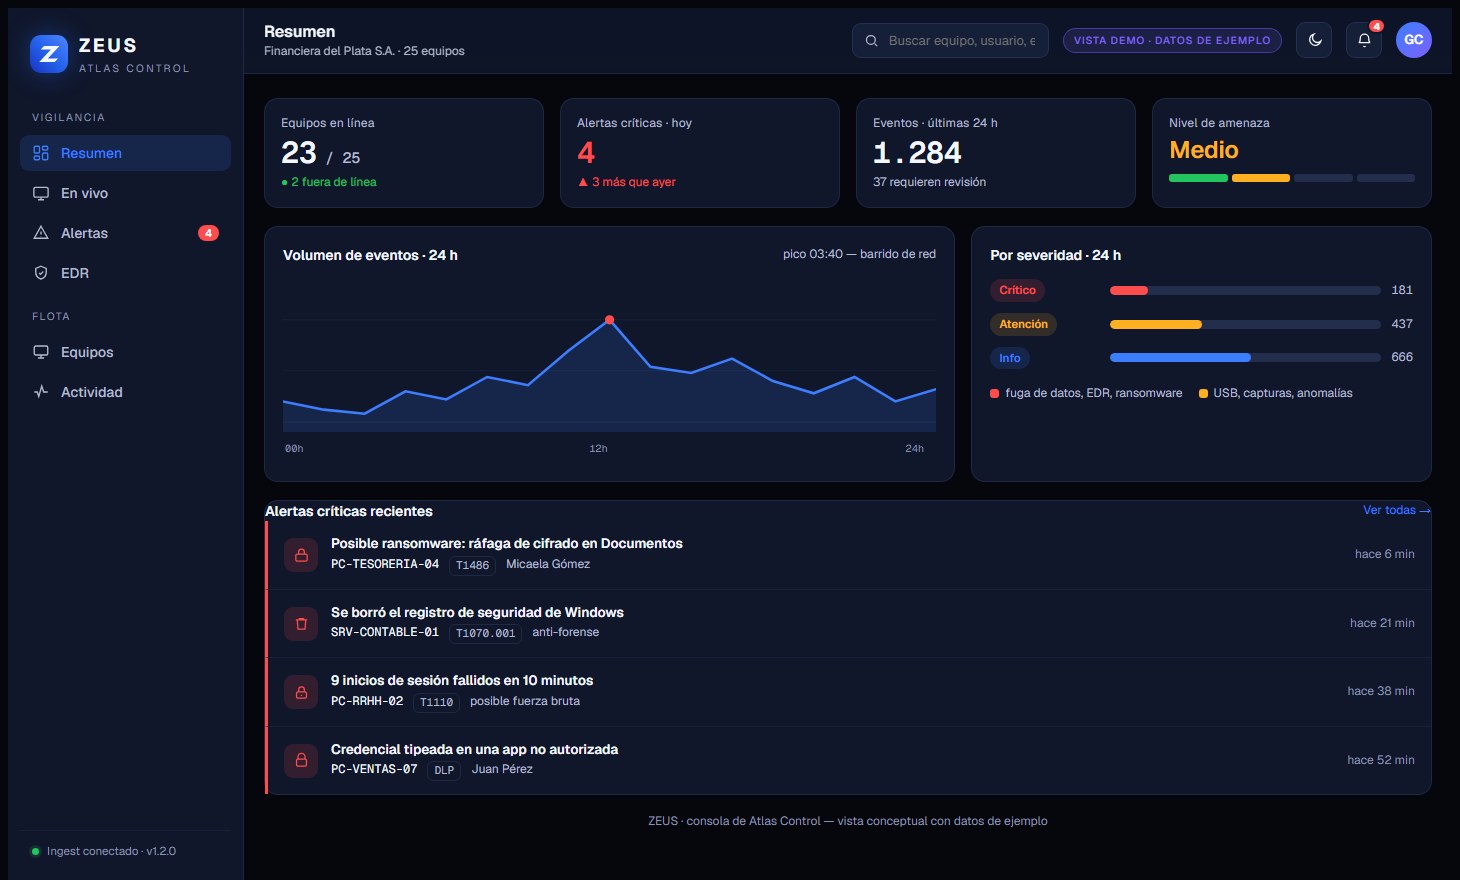 ZEUS
ATLAS CONTROL
VIGILANCIA
Resumen
En vivo
Alertas
4
EDR
FLOTA
Equipos
Actividad
Ingest conectado · v1.2.0
Resumen
Financiera del Plata S.A. · 25 equipos
Buscar equipo, usuario, e
VISTA DEMO · DATOS DE EJEMPLO
4
GC
Equipos en línea
23 / 25
● 2 fuera de línea
Alertas críticas · hoy
4
▲ 3 más que ayer
Eventos · últimas 24 h
1.284
37 requieren revisión
Nivel de amenaza
Medio
Volumen de eventos · 24 h
pico 03:40 — barrido de red
00h 12h 24h
Por severidad · 24 h
Crítico 181
Atención 437
Info 666
fuga de datos, EDR, ransomware USB, capturas, anomalías
Alertas críticas recientes
Ver todas →
Posible ransomware: ráfaga de cifrado en Documentos
PC-TESORERIA-04 T1486 Micaela Gómez
hace 6 min
Se borró el registro de seguridad de Windows
SRV-CONTABLE-01 T1070.001 anti-forense
hace 21 min
9 inicios de sesión fallidos en 10 minutos
PC-RRHH-02 T1110 posible fuerza bruta
hace 38 min
Credencial tipeada en una app no autorizada
PC-VENTAS-07 DLP Juan Pérez
hace 52 min
ZEUS · consola de Atlas Control — vista conceptual con datos de ejemplo